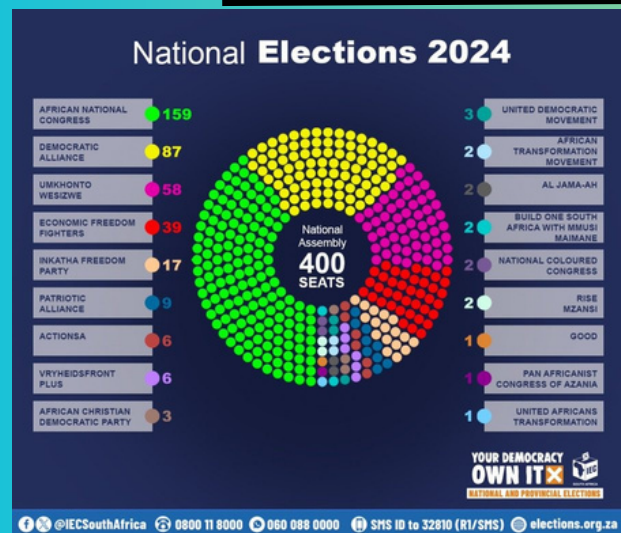 National Elections 2024
AFRICAN NATIONAL
CONGRESS
159
DEMOCRATIC
ALLIANCE
87
UMKHONTO
WESIZWE
58
ECONOMIC FREEDOM
FIGHTERS
39
INKATHA FREEDOM
PARTY
17
PATRIOTIC
ALLIANCE
9
ACTIONSA
6
VRYHEIDSFRONT
PLUS
6
AFRICAN CHRISTIAN
DEMOCRATIC PARTY
3
National
Assembly
400
SEATS
3
UNITED DEMOCRATIC
MOVEMENT
2
AFRICAN
TRANSFORMATION
MOVEMENT
2
AL JAMA-AH
2
BUILD ONE SOUTH
AFRICA WITH MMUSI
MAIMANE
2
NATIONAL COLOURED
CONGRESS
2
RISE
MZANSI
1
GOOD
1
PAN AFRICANIST
CONGRESS OF AZANIA
1
UNITED AFRICANS
TRANSFORMATION
YOUR DEMOCRACY
OWN IT X
IEC
SOUTH AFRICA
NATIONAL AND PROVINCIAL ELECTIONS
@IECSouthAfrica 0800 11 8000 060 088 0000 SMS ID to 32810 (R1/SMS) elections.org.za